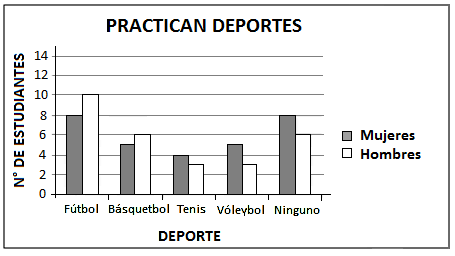 PRACTICAN DEPORTES
N° DE ESTUDIANTES
14
12
10
8
6
4
2
0
Fútbol Básquetbol Tenis Vóleybol Ninguno
DEPORTE
Mujeres
Hombres